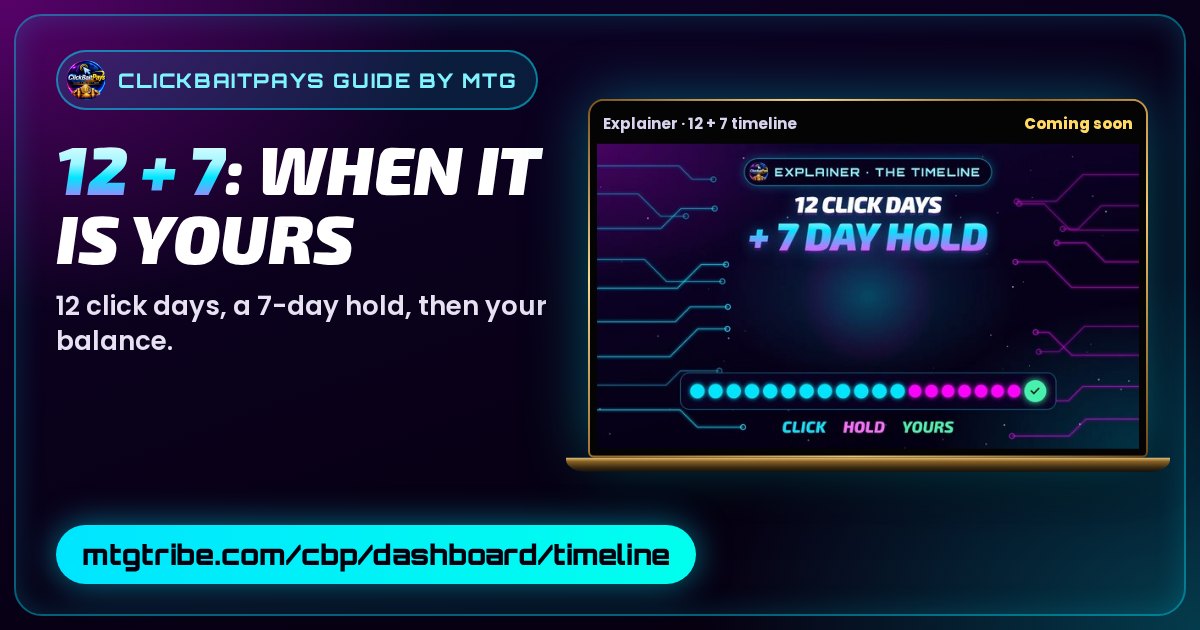 ClickBaitPays
CLICKBAITPAYS GUIDE BY MTG
12 + 7: WHEN IT
IS YOURS
12 click days, a 7-day hold, then your
balance.
Explainer · 12 + 7 timeline
Coming soon
EXPLAINER · THE TIMELINE
12 CLICK DAYS
+ 7 DAY HOLD
CLICK HOLD YOURS
mtgtribe.com/cbp/dashboard/timeline